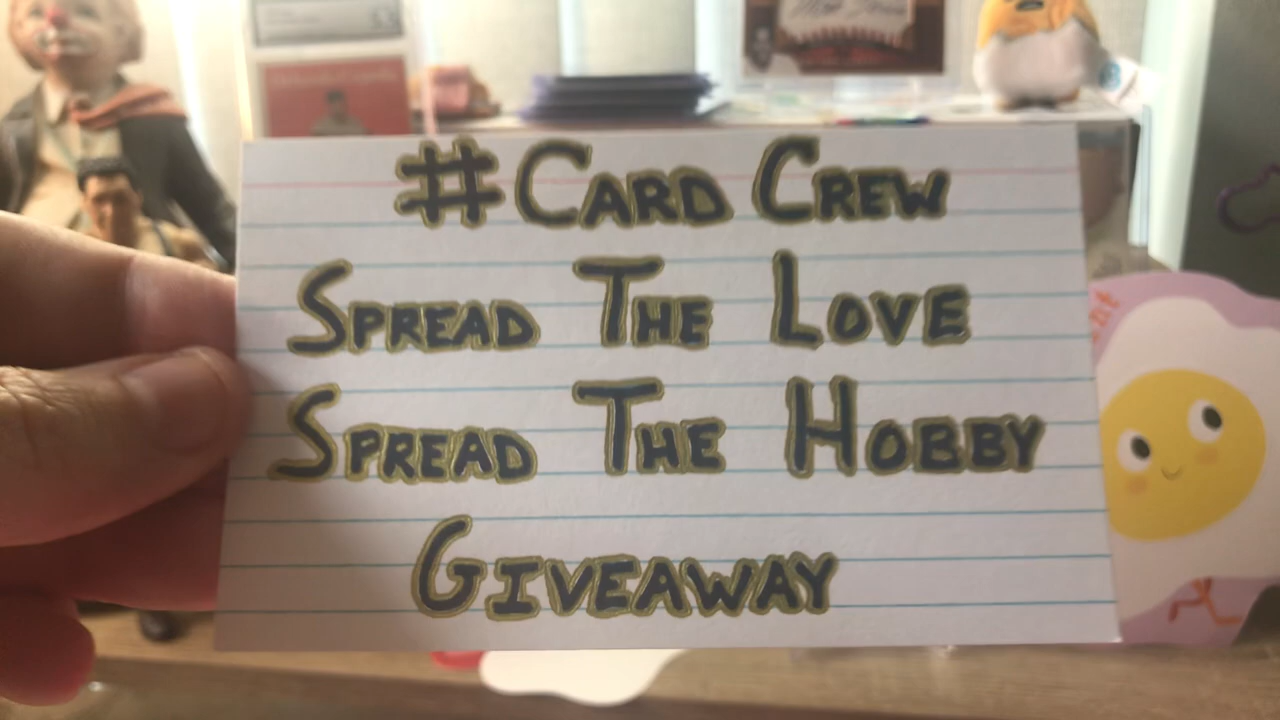 #CARD CREW
SPREAD THE LOVE
SPREAD THE HOBBY
GIVEAWAY